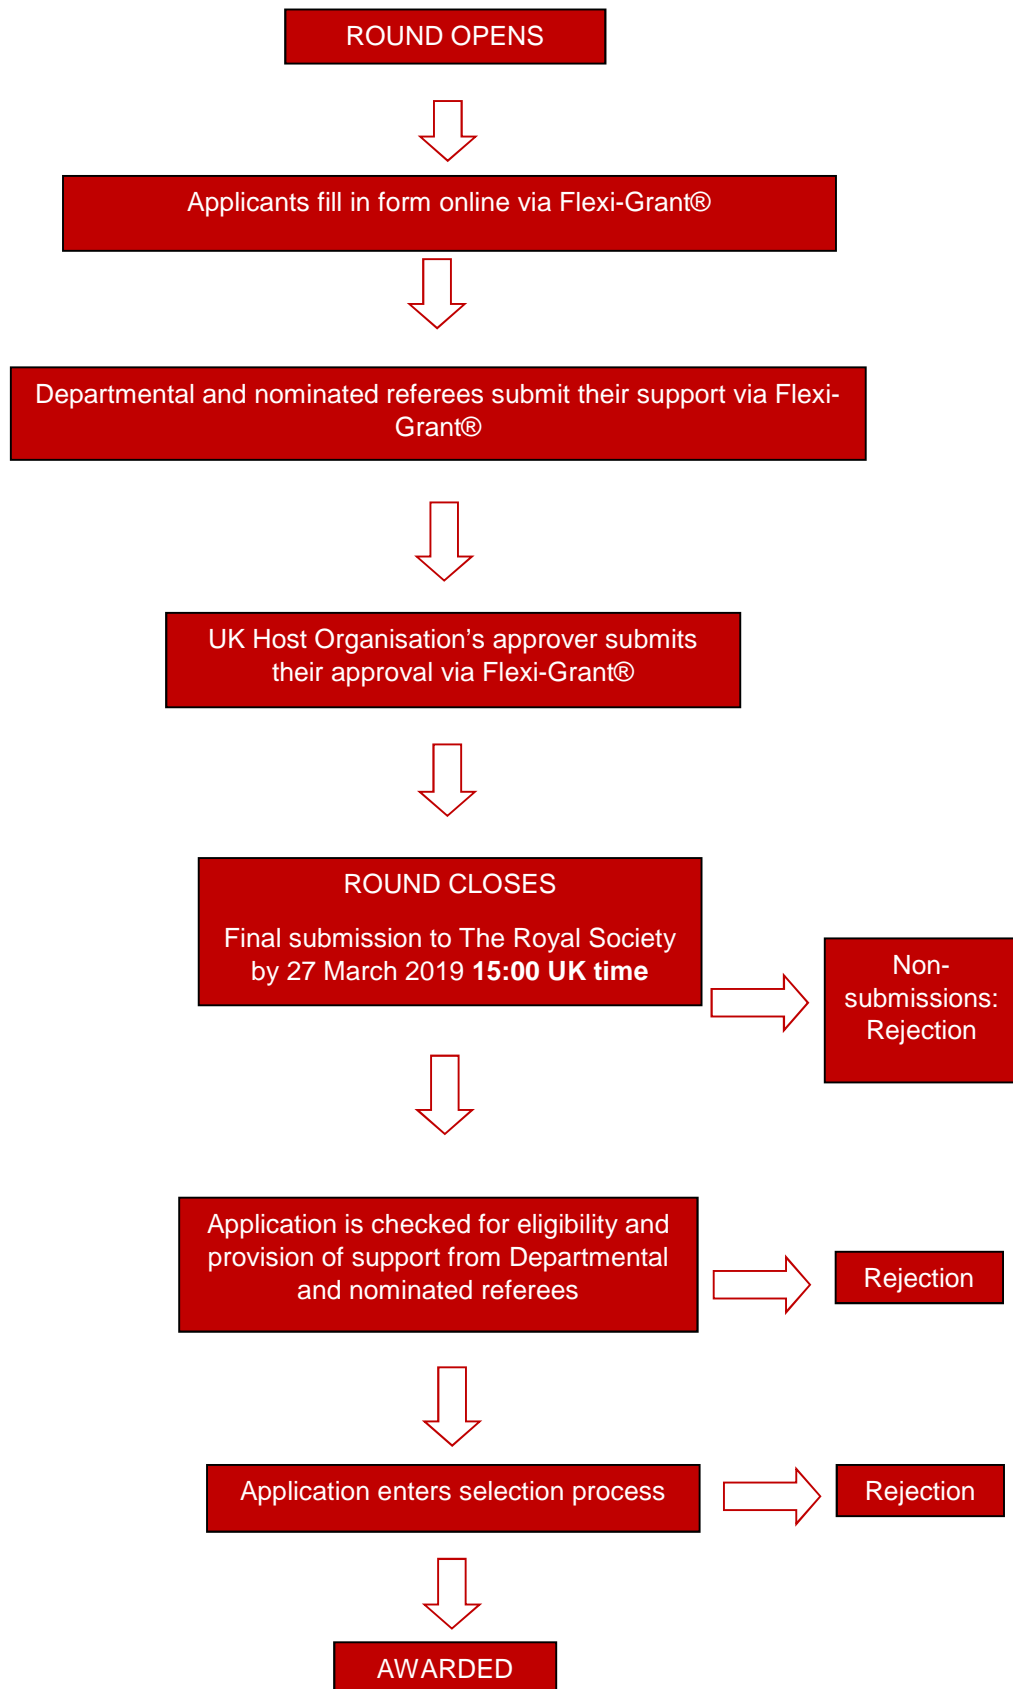 ROUND OPENS
Applicants fill in form online via Flexi-Grant®
Departmental and nominated referees submit their support via Flexi-
Grant®
UK Host Organisation’s approver submits
their approval via Flexi-Grant®
ROUND CLOSES
Final submission to The Royal Society
by 27 March 2019 15:00 UK time
Non-
submissions:
Rejection
Application is checked for eligibility and
provision of support from Departmental
and nominated referees
Rejection
Application enters selection process
Rejection
AWARDED